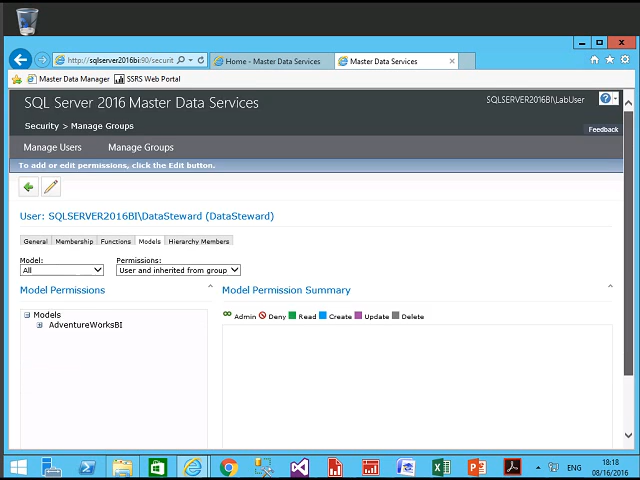 http://sqlserver2016bi:90/securit
Home - Master Data Services
Master Data Services
Master Data Manager
SSRS Web Portal
SQL Server 2016 Master Data Services
SQLSERVER2016BI\LabUser
Security > Manage Groups
Feedback
Manage Users
Manage Groups
To add or edit permissions, click the Edit button.
User: SQLSERVER2016BI\DataSteward (DataSteward)
General
Membership
Functions
Models
Hierarchy Members
Model:
Permissions:
All
User and inherited from group
Model Permissions
Model Permission Summary
Models
AdventureWorksBI
Admin
Deny
Read
Create
Update
Delete
ENG
18:18
08/16/2016